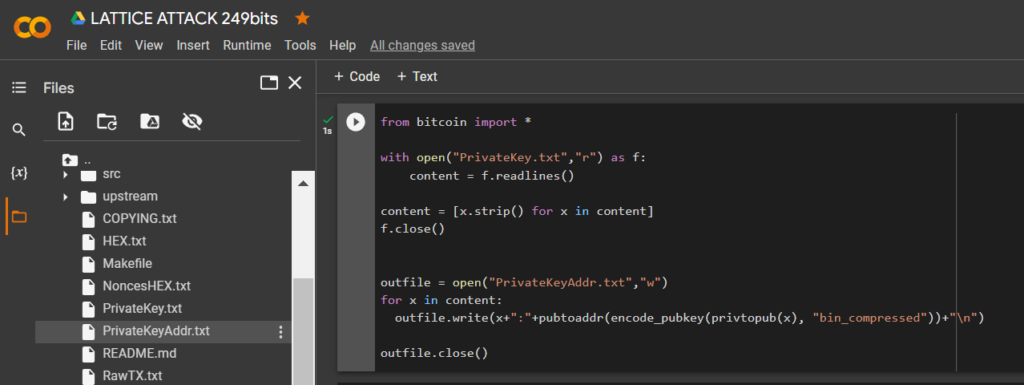 LATTICE ATTACK 249bits
File Edit View Insert Runtime Tools Help All changes saved
Files
+ Code + Text
..
src
upstream
COPYING.txt
HEX.txt
Makefile
NoncesHEX.txt
PrivateKey.txt
PrivateKeyAddr.txt
README.md
RawTX.txt
{x}
1s
from bitcoin import *
with open("PrivateKey.txt","r") as f:
content = f.readlines()
content = [x.strip() for x in content]
f.close()
outfile = open("PrivateKeyAddr.txt","w")
for x in content:
outfile.write(x+":"+pubtoaddr(encode_pubkey(privtopub(x), "bin_compressed"))+"\n")
outfile.close()